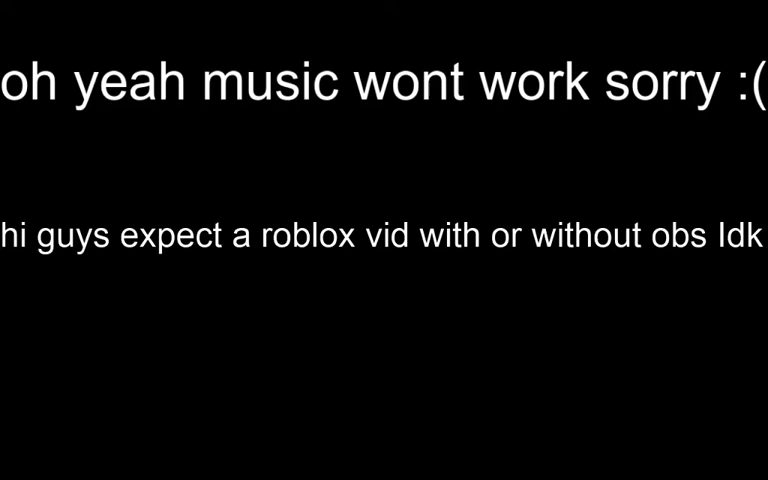 oh yeah music wont work sorry :(
hi guys expect a roblox vid with or without obs Idk